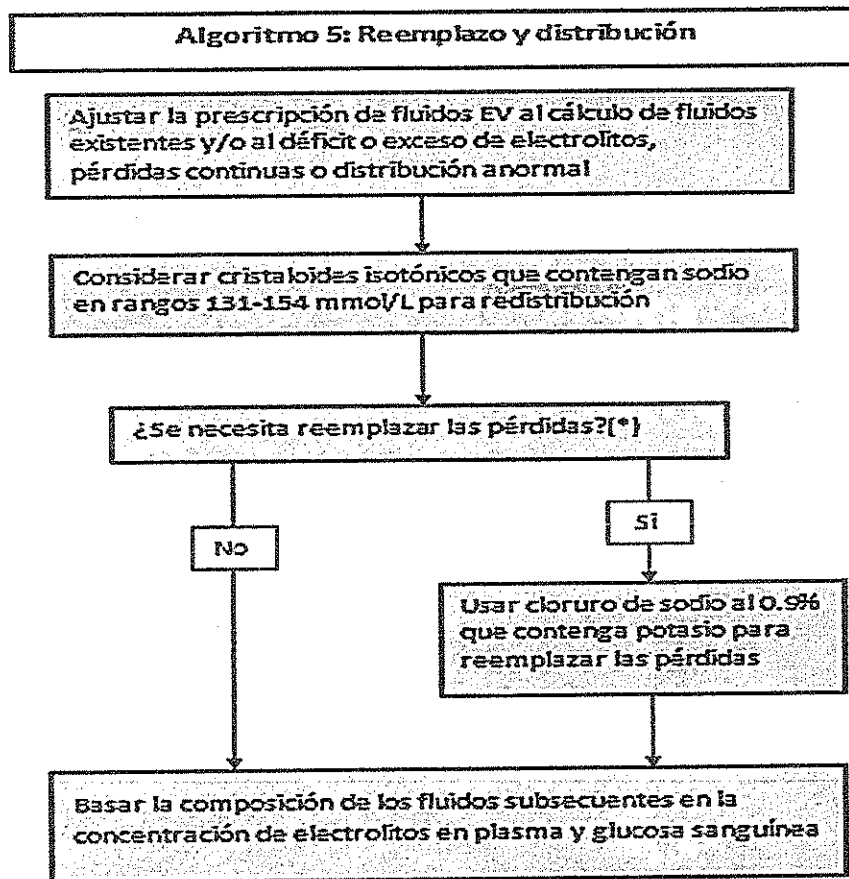 Algoritmo 5: Reemplazo y distribución
Ajustar la prescripción de fluidos EV al cálculo de fluidos
existentes y/o al déficit o exceso de electrolitos,
pérdidas continuas o distribución anormal
Considerar cristaloides isotónicos que contengan sodio
en rangos 131-154 mmol/L para redistribución
¿Se necesita reemplazar las pérdidas?(*)
No
Si
Usar cloruro de sodio al 0.9%
que contenga potasio para
reemplazar las pérdidas
Basar la composición de los fluidos subsecuentes en la
concentración de electrolitos en plasma y glucosa sanguínea